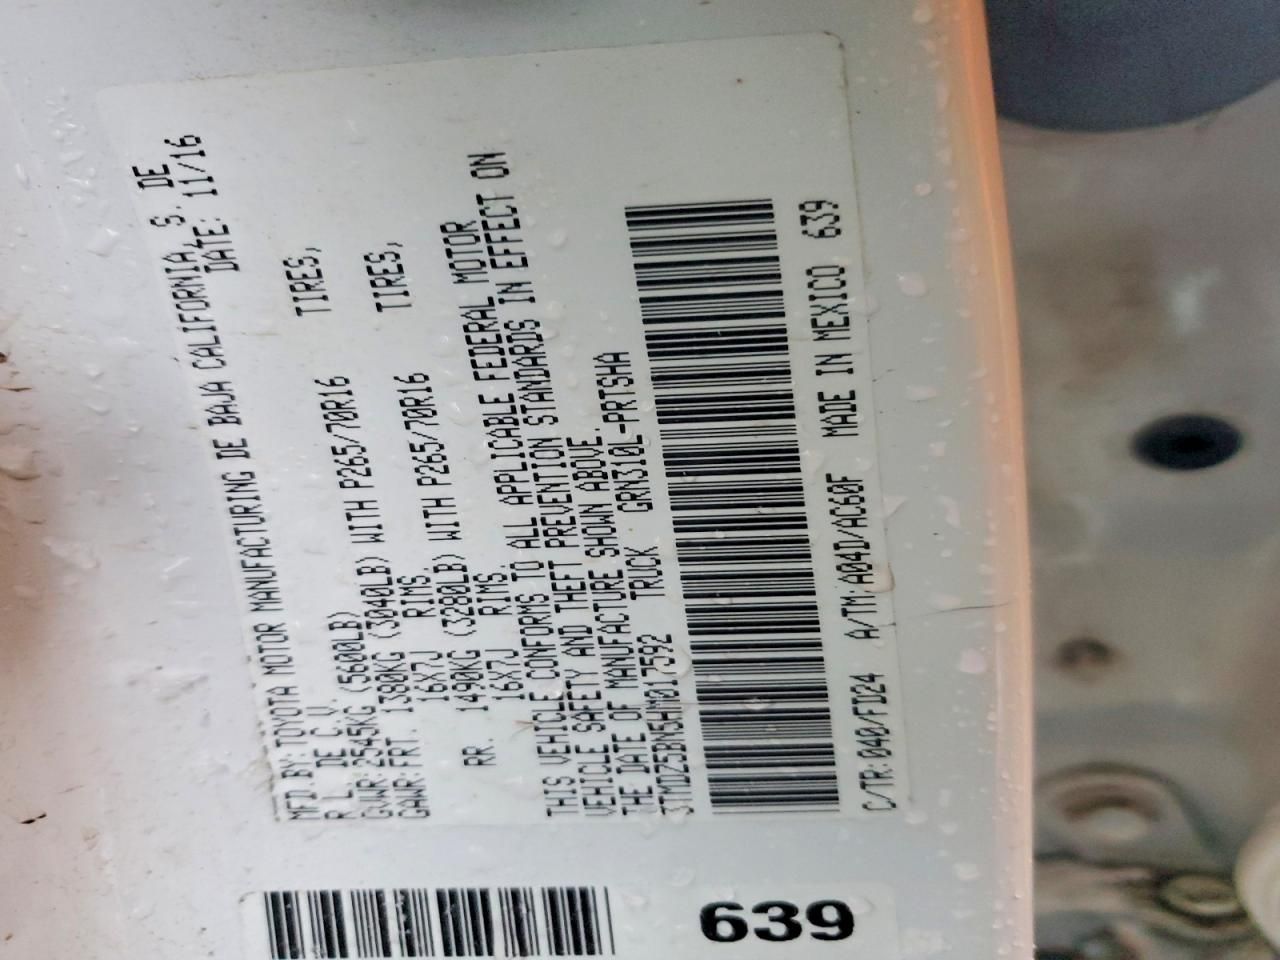 MFD.BY: TOYOTA MOTOR MANUFACTURING DE BAJA CALIFORNIA, S. DE
R L. DE C.V. DATE: 11/16
GVWR: 2545KG (5600LB)
GAWR: FRT. 1380KG (3040LB) WITH P265/70R16 TIRES,
16X7J RIMS,
RR. 1490KG (3280LB) WITH P265/70R16 TIRES,
16X7J RIMS.
THIS VEHICLE CONFORMS TO ALL APPLICABLE FEDERAL MOTOR
VEHICLE SAFETY AND THEFT PREVENTION STANDARDS IN EFFECT ON
THE DATE OF MANUFACTURE SHOWN ABOVE.
3TMDZ5BN5HM017592 TRUCK GRN310L-PRTSHA
C/TR: 040/FD24 A/TM: A04D/AC60F MADE IN MEXICO 639
639